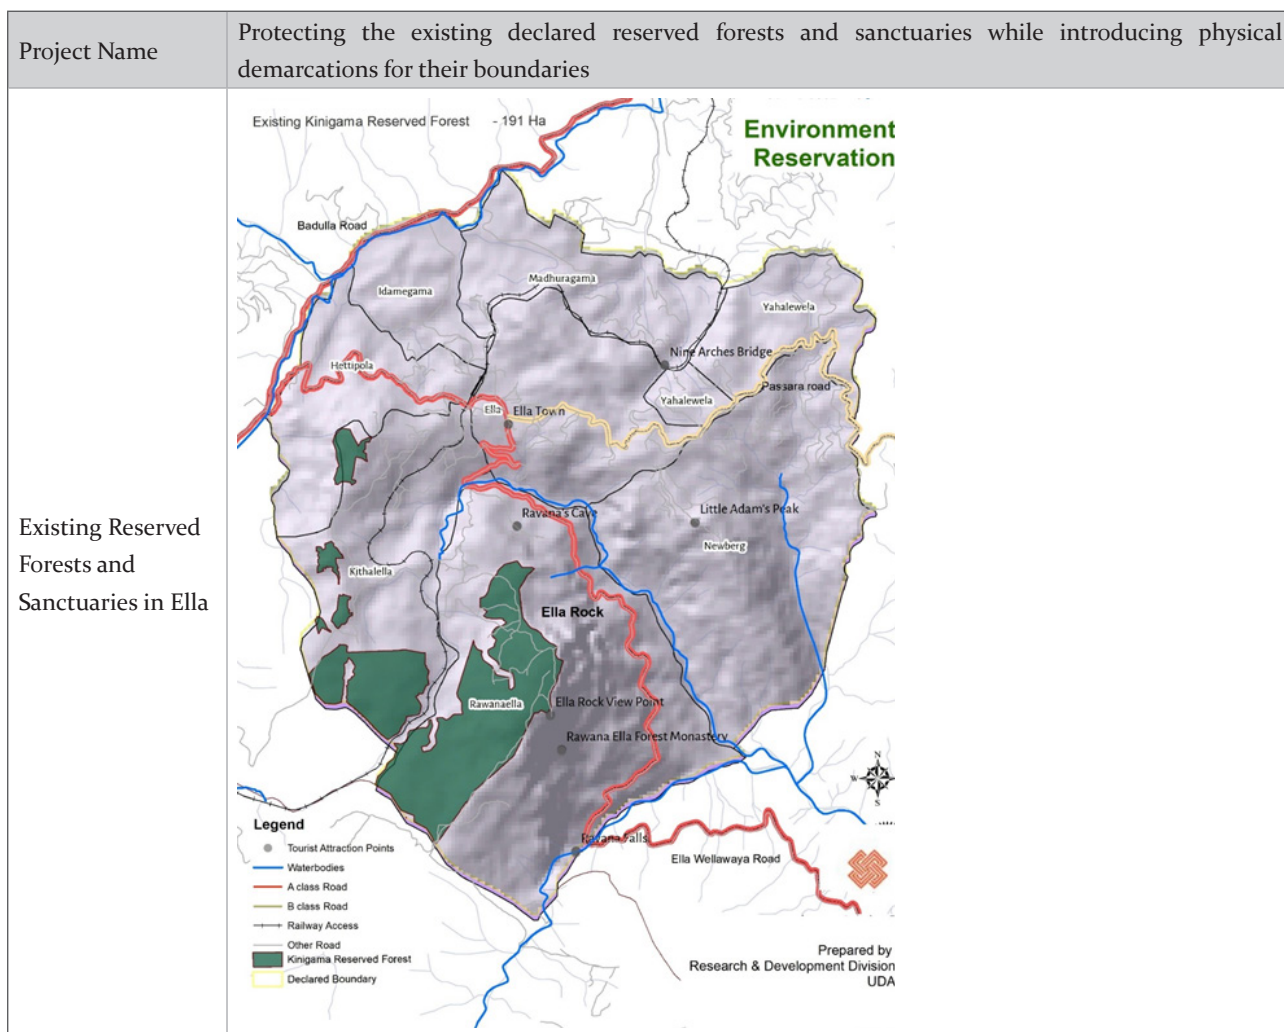 Project Name
Protecting the existing declared reserved forests and sanctuaries while introducing physical
demarcations for their boundaries
Existing Reserved
Forests and
Sanctuaries in Ella
Existing Kinigama Reserved Forest - 191 Ha
Environment
Reservation
Badulla Road
Idamegama
Madhuragama
Yahalewela
Nine Arches Bridge
Hettipola
Passara road
Yahalewela
Ella
Ella Town
Ravana's Cave
Little Adam's Peak
Newberg
Kithalella
Ella Rock
Rawanaella
Ella Rock View Point
Rawana Ella Forest Monastery
N
W
S
Legend
Tourist Attraction Points
Waterbodies
A class Road
B class Road
Railway Access
Other Road
Kinigama Reserved Forest
Declared Boundary
Ravana Falls
Ella Wellawaya Road
Prepared by
Research & Development Division
UDA